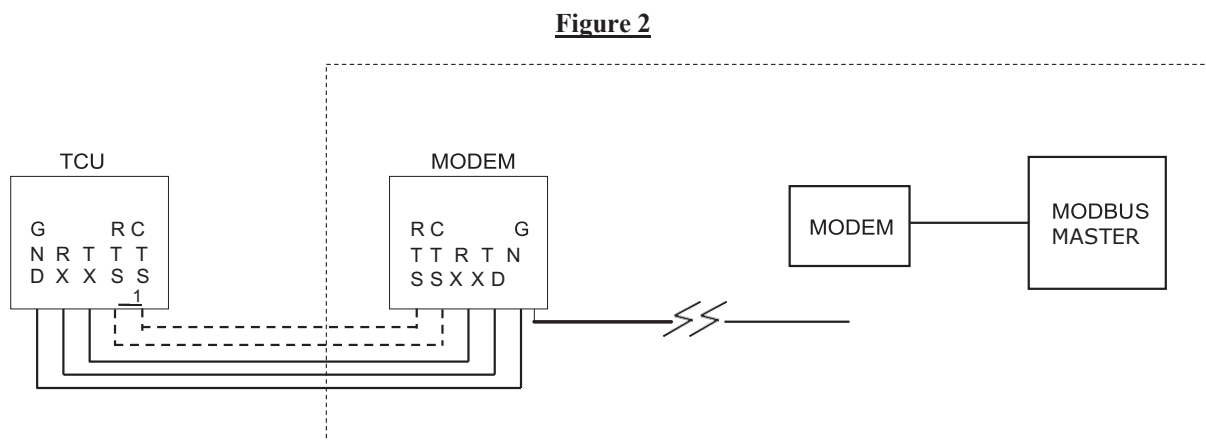 Figure 2
TCU
MODEM
G R C
N R T T T
D X X S S
1
R C G
T T R T N
S S X X D
MODEM
MODBUS
MASTER